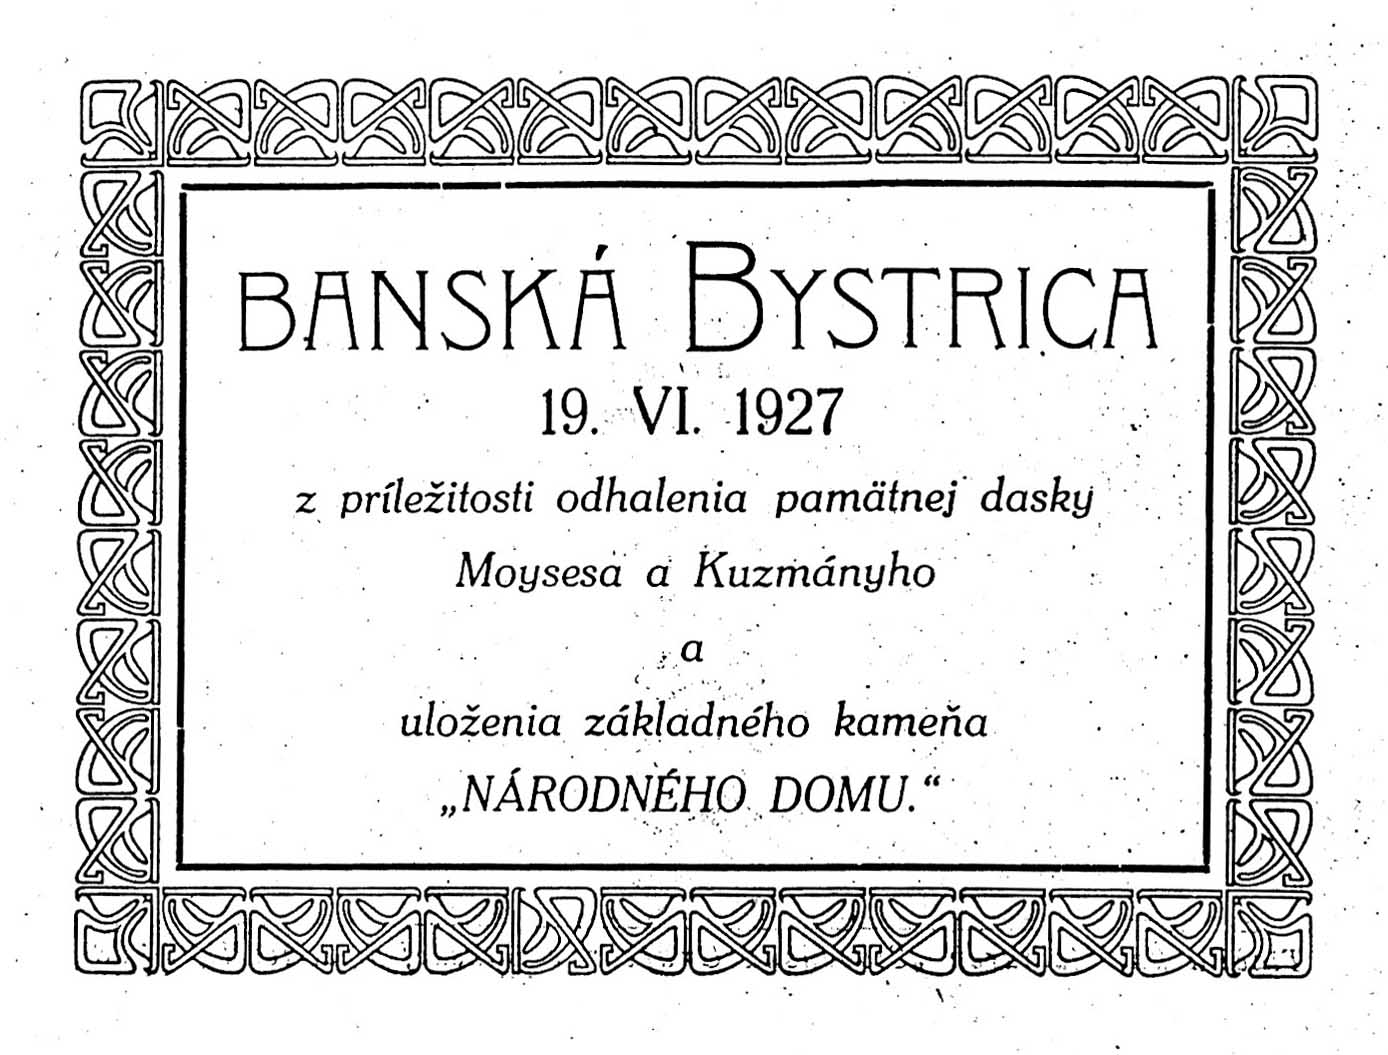 BANSKÁ BYSTRICA
19. VI. 1927
z príležitosti odhalenia pamätnej dasky
Moysesa a Kuzmányho
a
uloženia základného kameňa
„NÁRODNÉHO DOMU.“